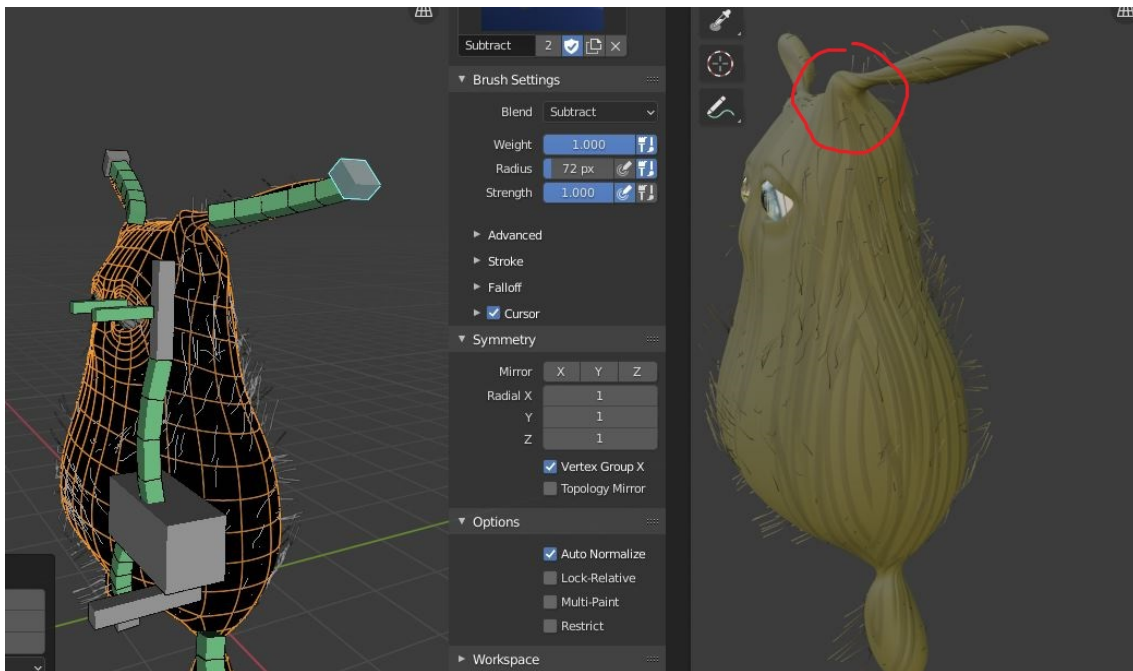 Subtract 2
Brush Settings
Blend Subtract
Weight 1.000
Radius 72 px
Strength 1.000
Advanced
Stroke
Falloff
Cursor
Symmetry
Mirror X Y Z
Radial X 1
Y 1
Z 1
Vertex Group X
Topology Mirror
Options
Auto Normalize
Lock-Relative
Multi-Paint
Restrict
Workspace